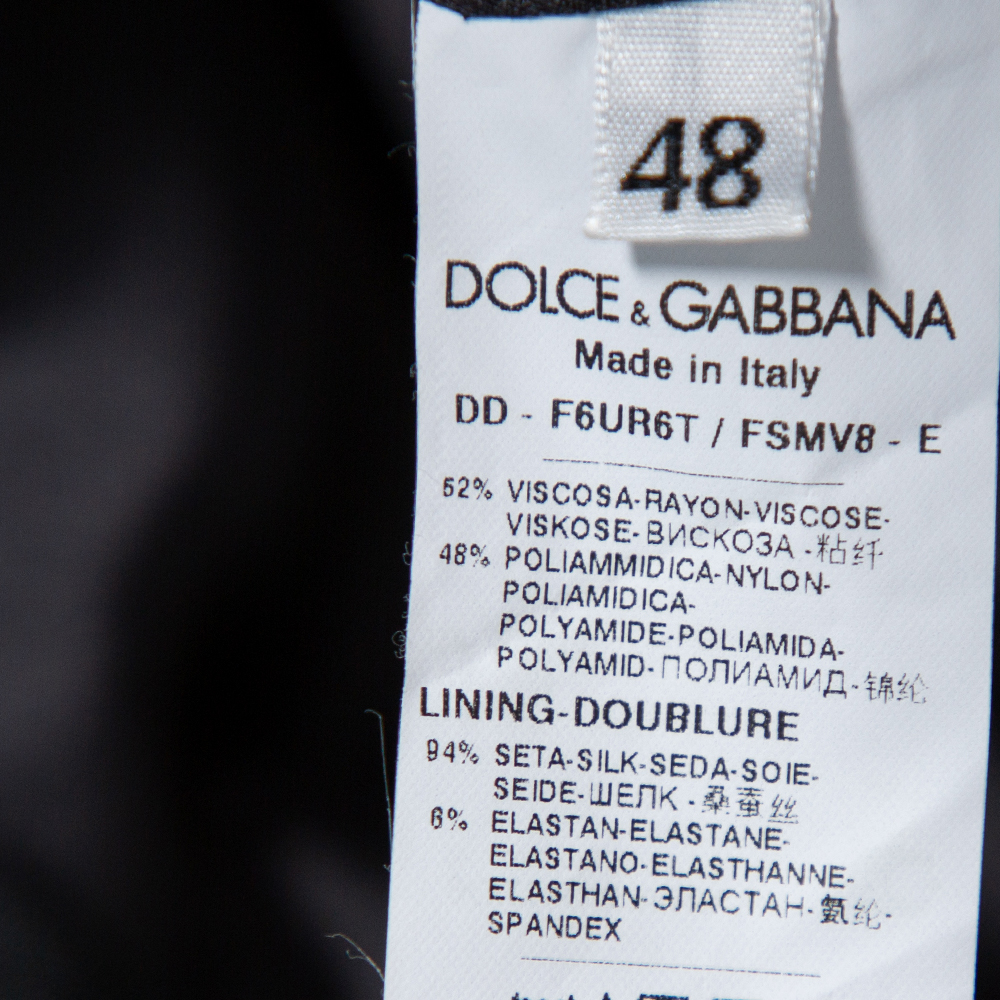 48
DOLCE & GABBANA
Made in Italy
DD - F6UR6T / FSMV8 - E
52% VISCOSA-RAYON-VISCOSE-
VISKOSE-ВИСКОЗА -粘纤
48% POLIAMMIDICA-NYLON-
POLIAMIDICA-
POLYAMIDE-POLIAMIDA-
POLYAMID-ПОЛИАМИД-锦纶
LINING-DOUBLURE
94% SETA-SILK-SEDA-SOIE-
SEIDE-ШЕЛК -桑蚕丝
6% ELASTAN-ELASTANE-
ELASTANO-ELASTHANNE-
ELASTHAN-ЭЛАСТАН-氨纶-
SPANDEX